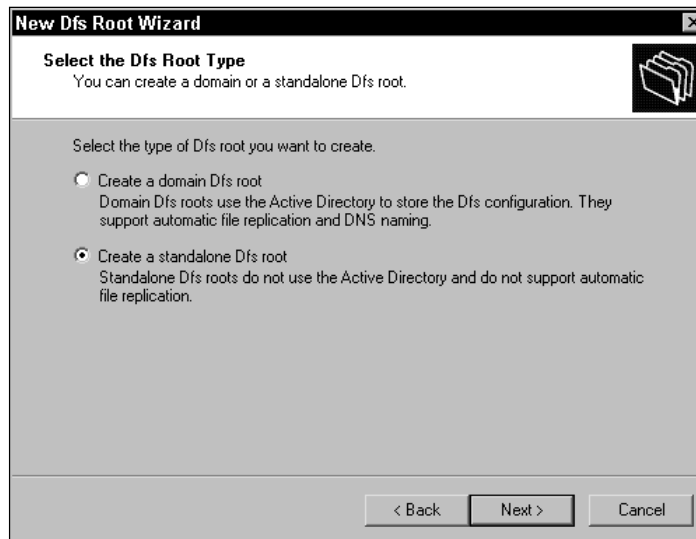 New Dfs Root Wizard
Select the Dfs Root Type
You can create a domain or a standalone Dfs root.
Select the type of Dfs root you want to create.
Create a domain Dfs root
Domain Dfs roots use the Active Directory to store the Dfs configuration. They
support automatic file replication and DNS naming.
Create a standalone Dfs root
Standalone Dfs roots do not use the Active Directory and do not support automatic
file replication.
< Back
Next >
Cancel